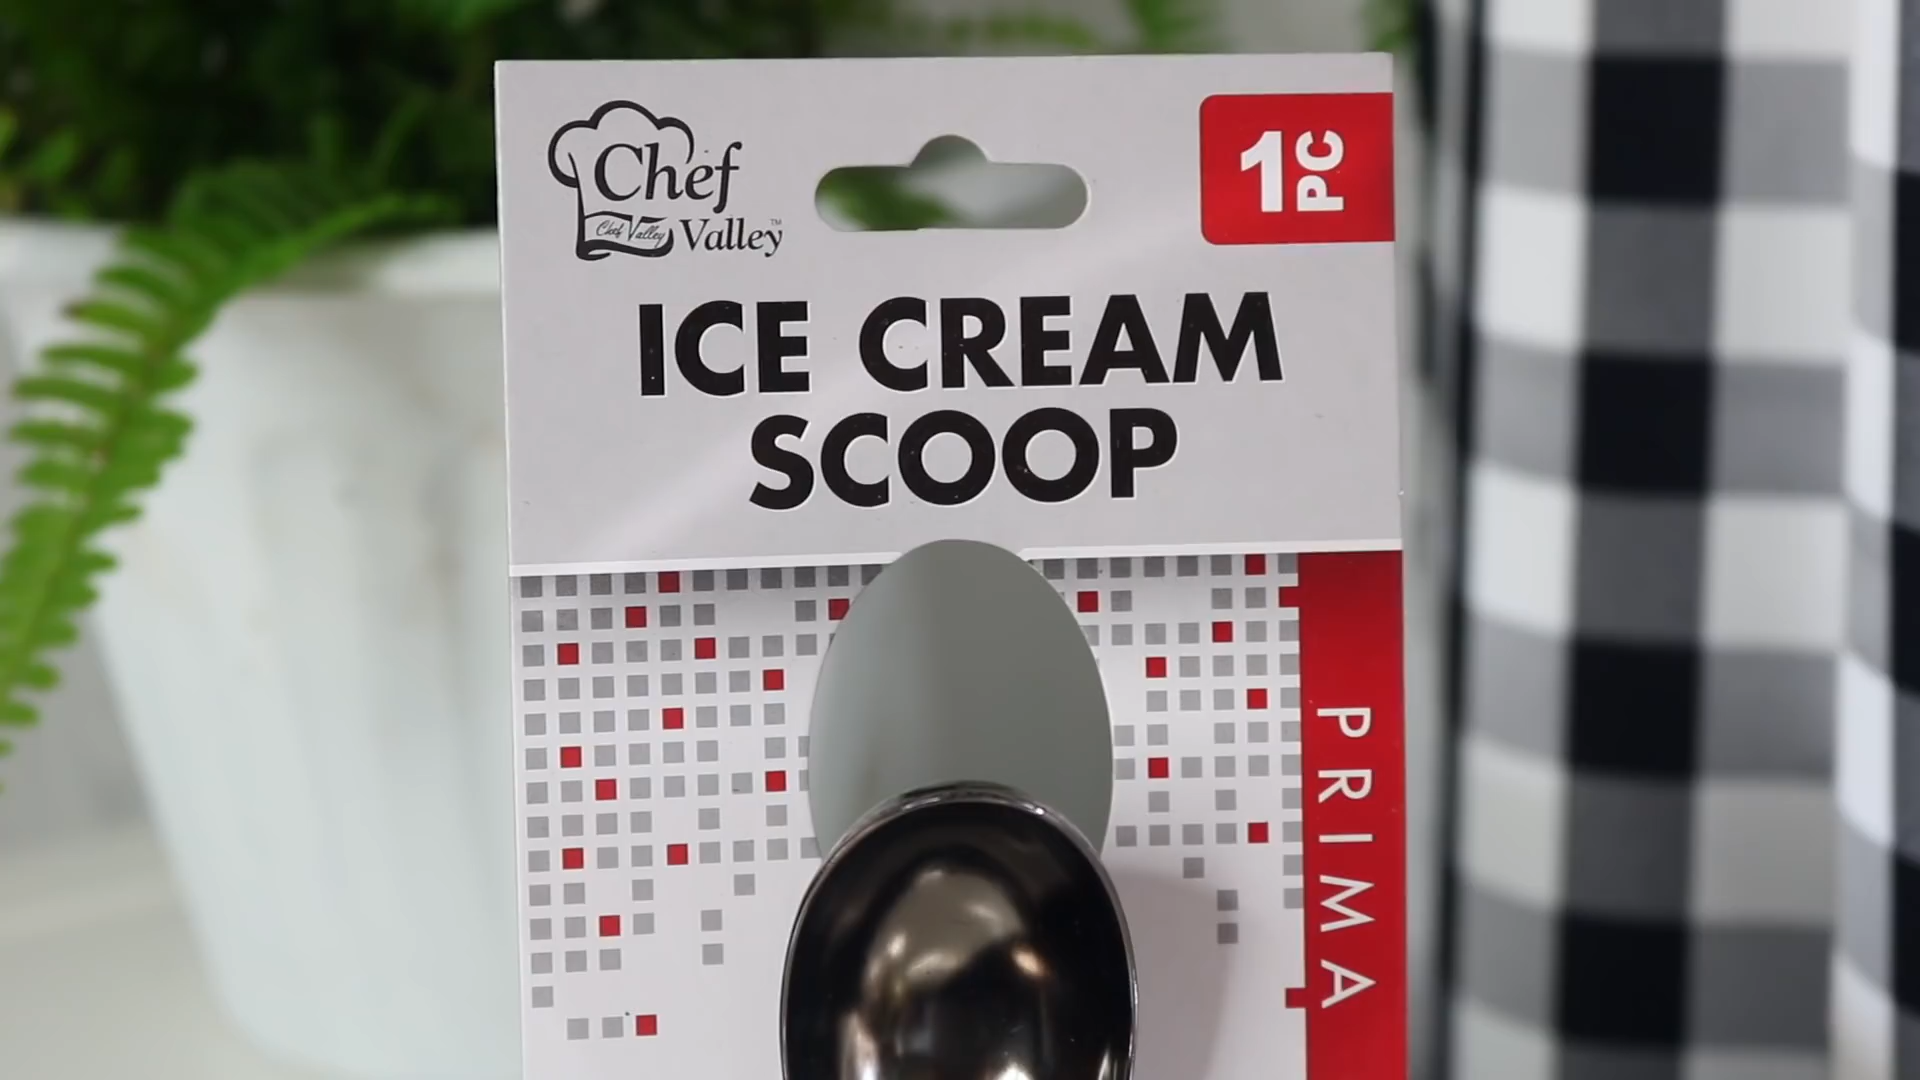 Chef
Chef Valley
Valley™
1 PC
ICE CREAM
SCOOP
PRIMA